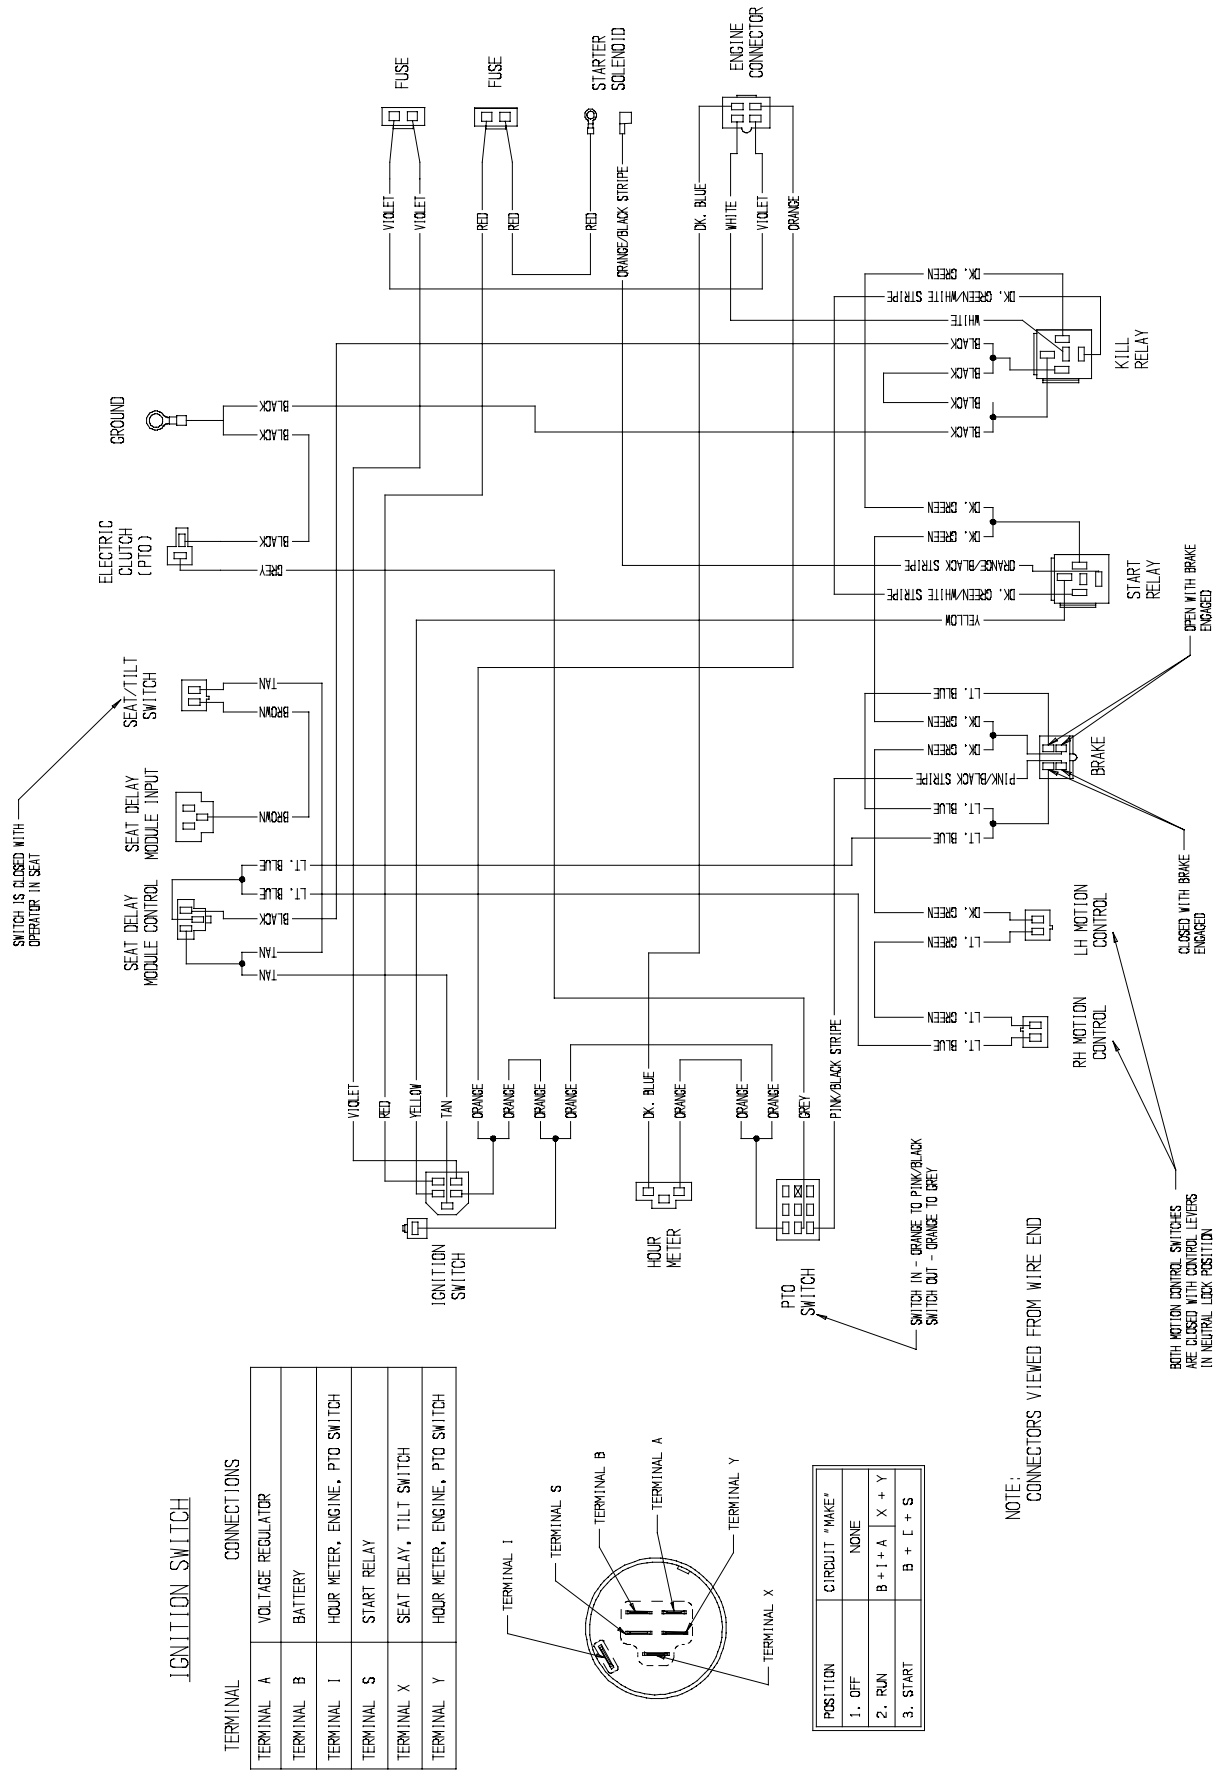 IGNITION SWITCH
TERMINAL CONNECTIONS
TERMINAL A VOLTAGE REGULATOR
TERMINAL B BATTERY
TERMINAL I HOUR METER, ENGINE, PTO SWITCH
TERMINAL S START RELAY
TERMINAL X SEAT DELAY, TILT SWITCH
TERMINAL Y HOUR METER, ENGINE, PTO SWITCH
TERMINAL I
TERMINAL S
TERMINAL B
TERMINAL A
TERMINAL Y
TERMINAL X
POSITION CIRCUIT "MAKE"
1. OFF NONE
2. RUN B+I+A X + Y
3. START B + I + S
NOTE:
CONNECTORS VIEWED FROM WIRE END
SWITCH IS CLOSED WITH
OPERATOR IN SEAT
SEAT DELAY
MODULE CONTROL
SEAT DELAY
MODULE INPUT
SEAT/TILT
SWITCH
ELECTRIC
CLUTCH
(PTO)
GROUND
TAN
TAN
BLACK
LT. BLUE
LT. BLUE
BROWN
BROWN
TAN
GREY
BLACK
BLACK
BLACK
FUSE
FUSE
STARTER
SOLENOID
ENGINE
CONNECTOR
VIOLET
VIOLET
RED
RED
RED
ORANGE/BLACK STRIPE
DK. BLUE
WHITE
VIOLET
ORANGE
IGNITION
SWITCH
VIOLET
RED
YELLOW
TAN
ORANGE
ORANGE
ORANGE
ORANGE
HOUR
METER
DK. BLUE
ORANGE
ORANGE
ORANGE
GREY
PINK/BLACK STRIPE
PTO
SWITCH
SWITCH IN - ORANGE TO PINK/BLACK
SWITCH OUT - ORANGE TO GREY
DK. GREEN
DK. GREEN/WHITE STRIPE
WHITE
BLACK
BLACK
BLACK
BLACK
KILL
RELAY
DK. GREEN
DK. GREEN
ORANGE/BLACK STRIPE
DK. GREEN/WHITE STRIPE
YELLOW
START
RELAY
LT. BLUE
DK. GREEN
DK. GREEN
PINK/BLACK STRIPE
LT. BLUE
LT. BLUE
BRAKE
OPEN WITH BRAKE
ENGAGED
CLOSED WITH BRAKE
ENGAGED
DK. GREEN
LT. GREEN
LH MOTION
CONTROL
LT. GREEN
LT. BLUE
RH MOTION
CONTROL
BOTH MOTION CONTROL SWITCHES
ARE CLOSED WITH CONTROL LEVERS
IN NEUTRAL LOCK POSITION